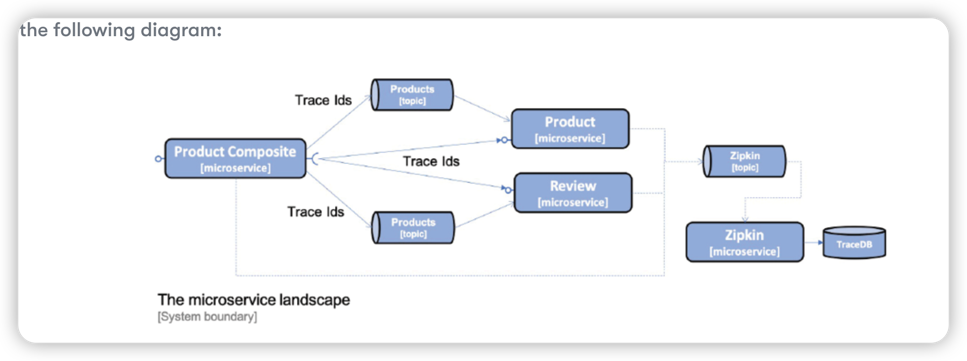 the following diagram:
Products
[topic]
Trace Ids
Product
[microservice]
Product Composite
[microservice]
Trace Ids
Zipkin
[topic]
Review
[microservice]
Trace Ids
Products
[topic]
Zipkin
[microservice]
TraceDB
The microservice landscape
[System boundary]